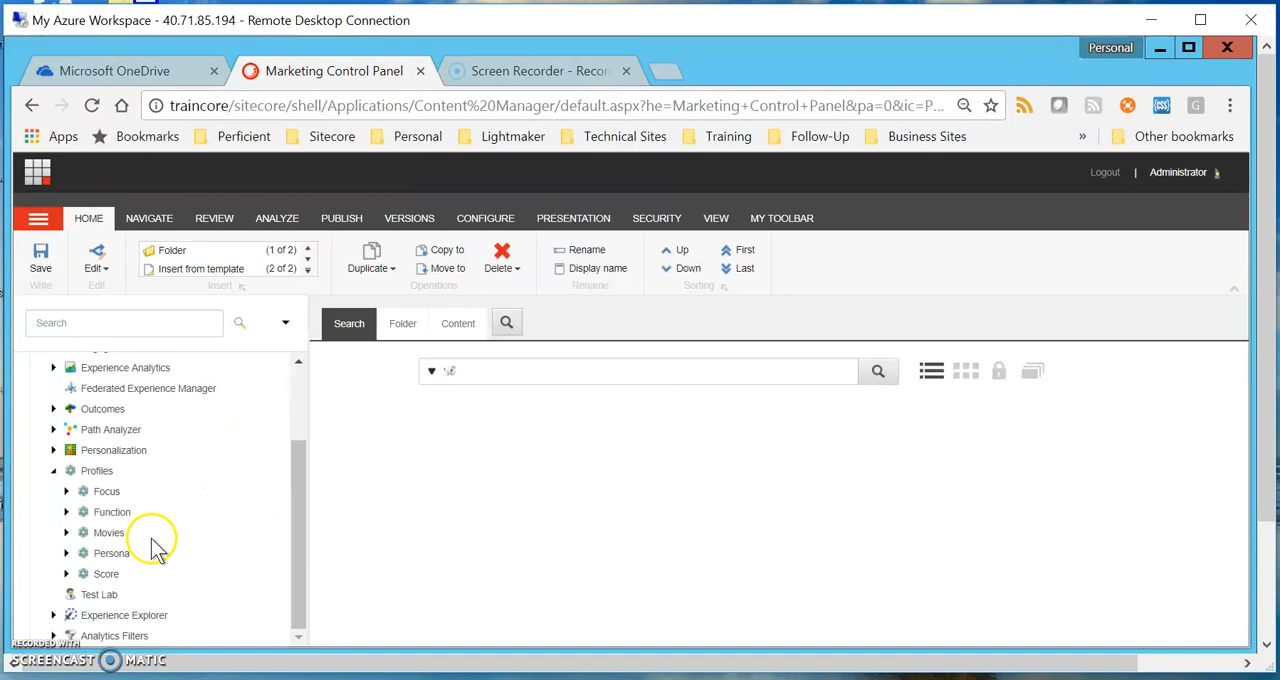 My Azure Workspace - 40.71.85.194 - Remote Desktop Connection
Personal
Microsoft OneDrive
Marketing Control Panel
Screen Recorder - Recor
traincore/sitecore/shell/Applications/Content%20Manager/default.aspx?he=Marketing+Control+Panel&pa=0&ic=P...
Apps Bookmarks Perficient Sitecore Personal Lightmaker Technical Sites Training Follow-Up Business Sites » Other bookmarks
Logout | Administrator
HOME NAVIGATE REVIEW ANALYZE PUBLISH VERSIONS CONFIGURE PRESENTATION SECURITY VIEW MY TOOLBAR
Folder (1 of 2) Copy to Rename Up First
Save Edit Insert from template (2 of 2) Duplicate Move to Delete Display name Down Last
Write Edit Insert Operations Rename Sorting
Search
Search Folder Content
Experience Analytics
Federated Experience Manager
Outcomes
Path Analyzer
Personalization
Profiles
Focus
Function
Movies
Persona
Score
Test Lab
Experience Explorer
Analytics Filters
RECORDED WITH
SCREENCAST MATIC